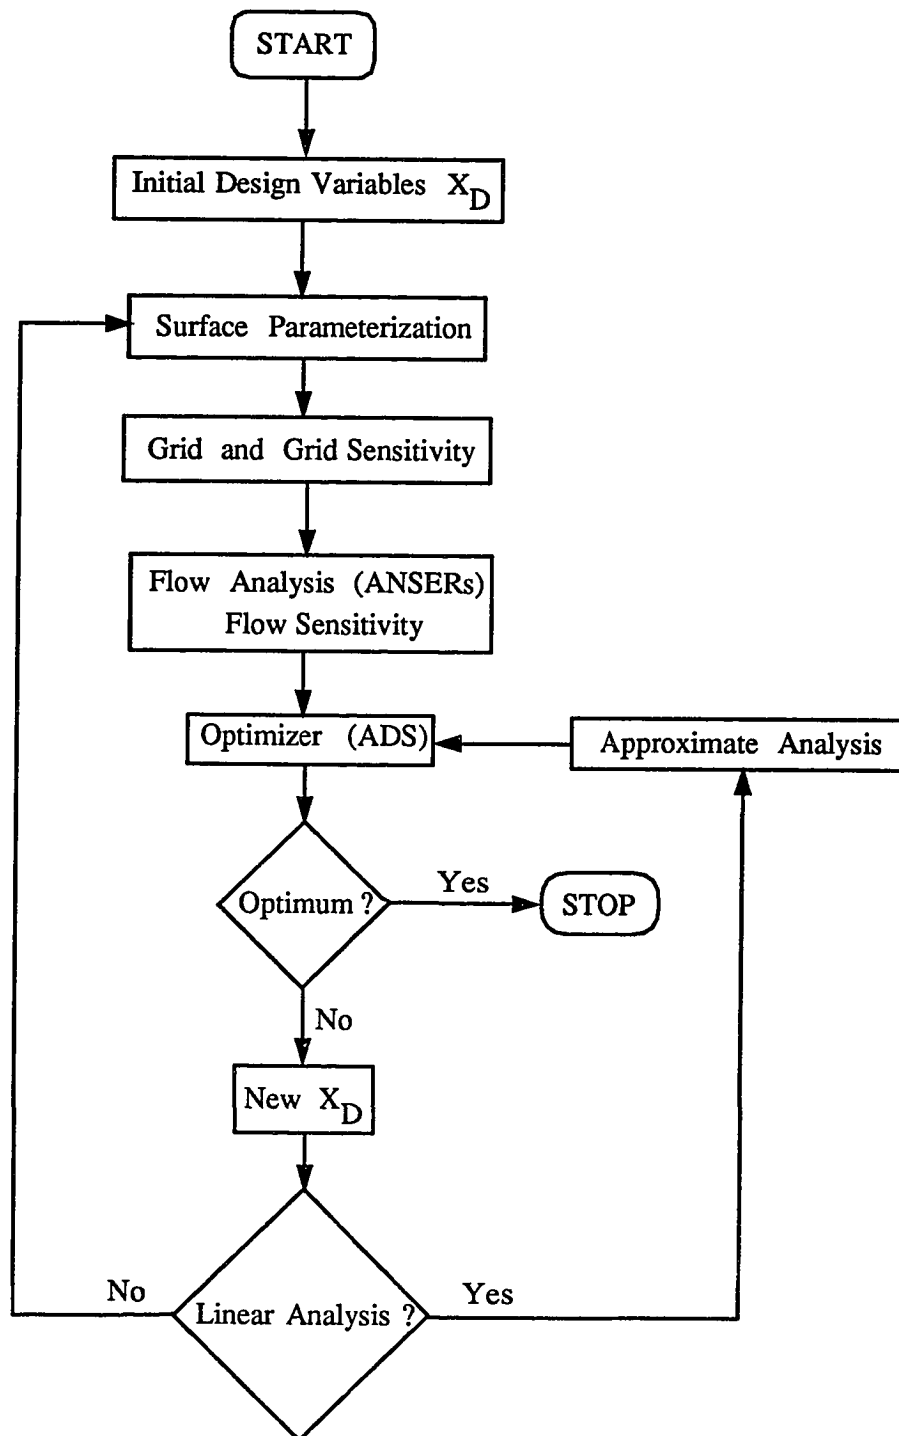 START
Initial Design Variables X_D
Surface Parameterization
Grid and Grid Sensitivity
Flow Analysis (ANSERs)
Flow Sensitivity
Optimizer (ADS)
Approximate Analysis
Optimum ?
Yes
STOP
No
New X_D
No
Linear Analysis ?
Yes